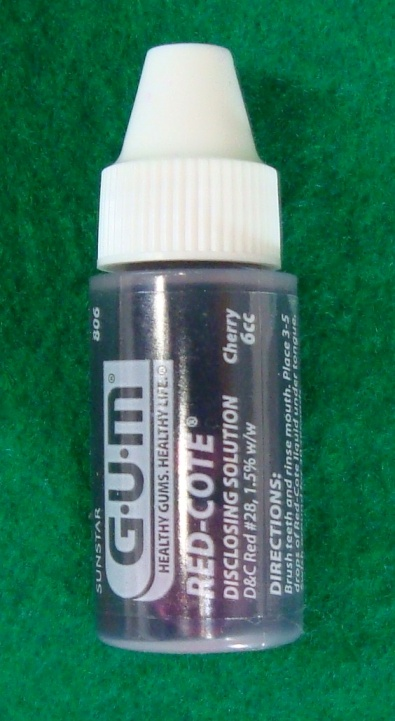 SUNSTAR 806
G·U·M®
HEALTHY GUMS. HEALTHY LIFE.®
RED-COTE®
DISCLOSING SOLUTION Cherry
D&C Red #28, 1.5% w/w 6cc
DIRECTIONS:
Brush teeth and rinse mouth. Place 3-5
drops of Red-Cote liquid under tongue.